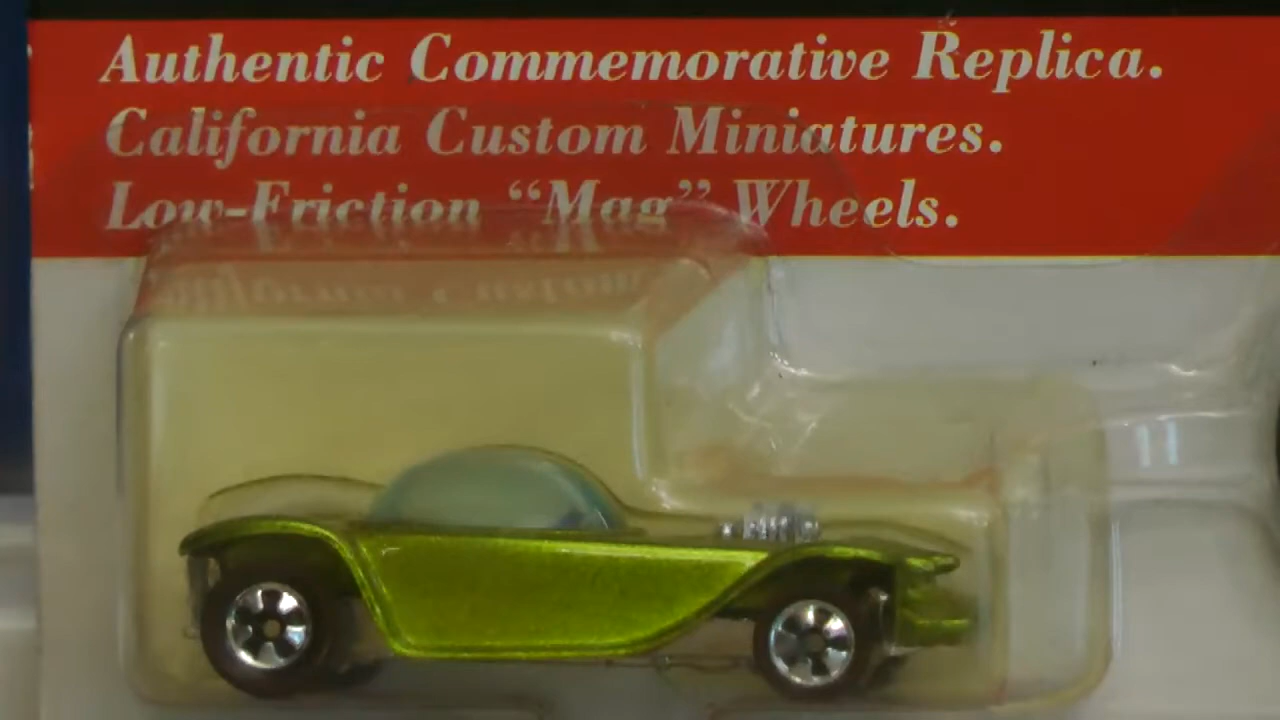 Authentic Commemorative Replica.
California Custom Miniatures.
Low-Friction “Mag” Wheels.